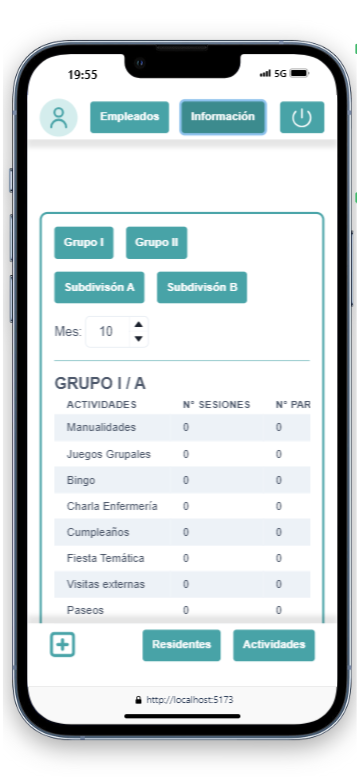 19:55 5G
Empleados Información
Grupo I Grupo II
Subdivisón A Subdivisón B
Mes: 10
GRUPO I / A
ACTIVIDADES N° SESIONES N° PAR
Manualidades 0 0
Juegos Grupales 0 0
Bingo 0 0
Charla Enfermería 0 0
Cumpleaños 0 0
Fiesta Temática 0 0
Visitas externas 0 0
Paseos 0 0
Residentes Actividades
http://localhost:5173